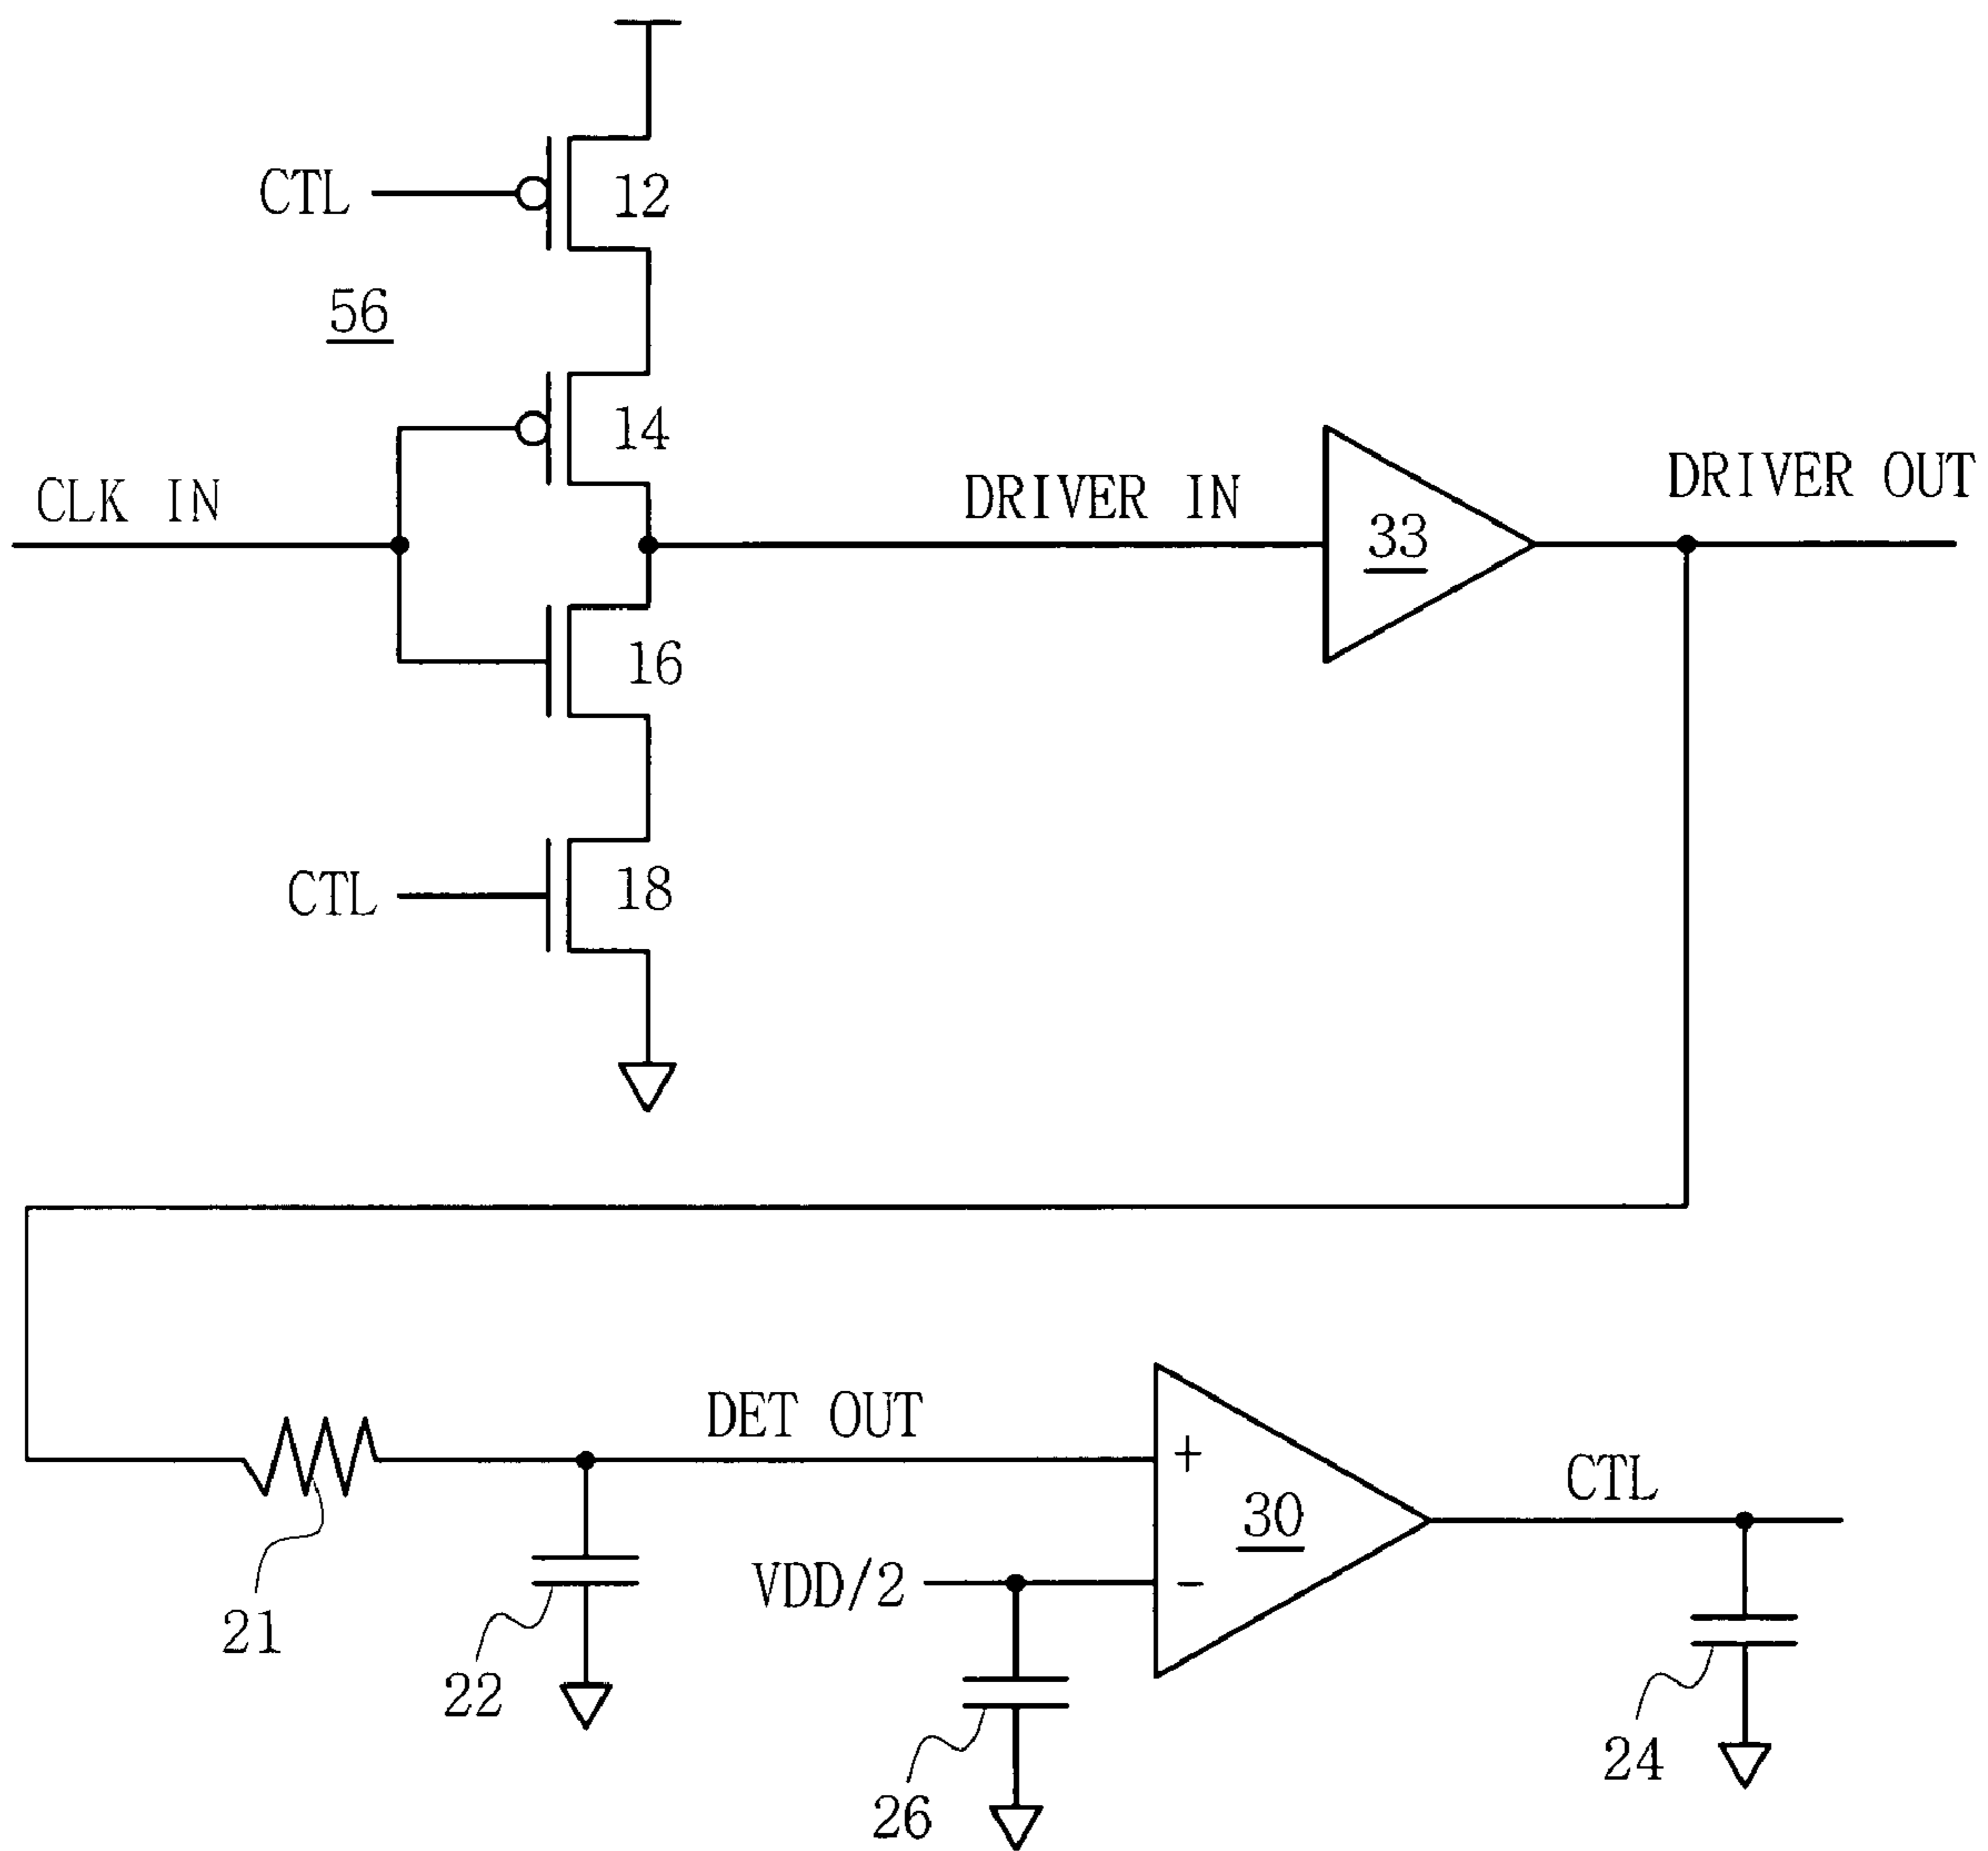 CTL
12
56
14
CLK IN
DRIVER IN
33
DRIVER OUT
16
CTL
18
DET OUT
+
30
CTL
VDD/2
-
21
22
26
24